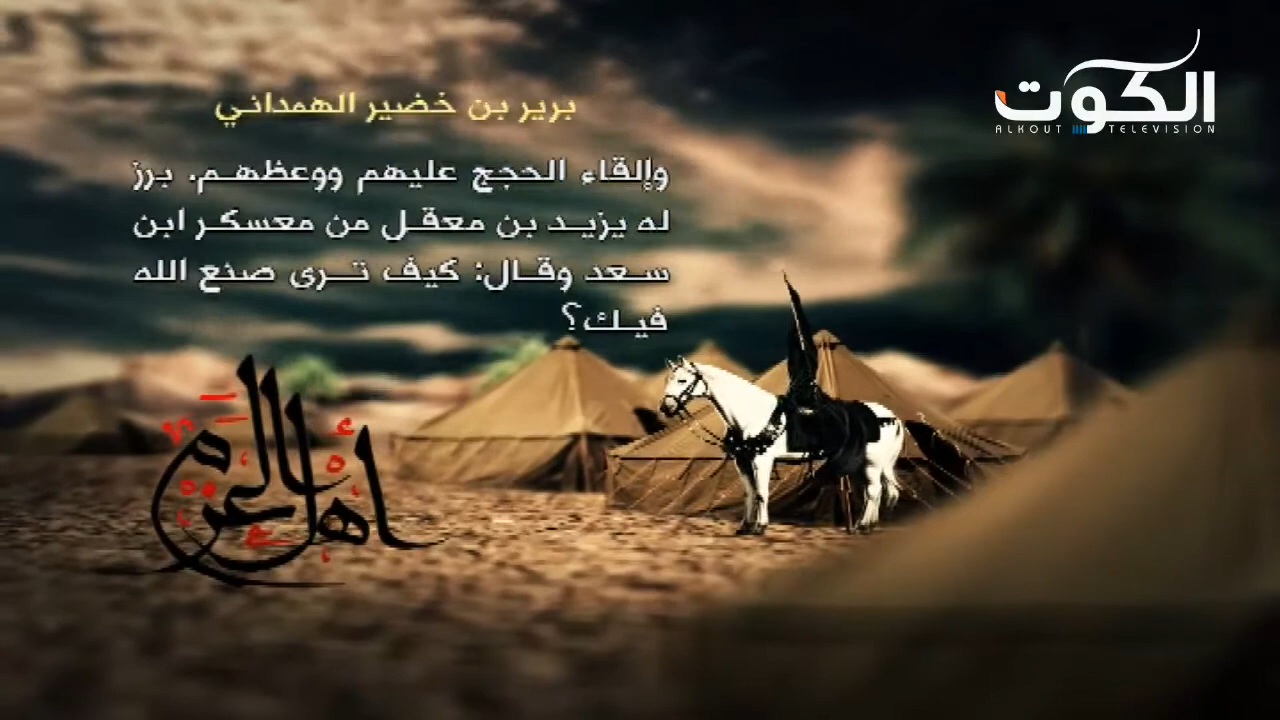 الكوت
ALKOUT TELEVISION
برير بن خضير الهمداني
وإلقاء الحجج عليهم ووعظهم. برز
له يزيد بن معقل من معسكر ابن
سعد وقال: كيف ترى صنع الله
فيك؟
أهل العزم